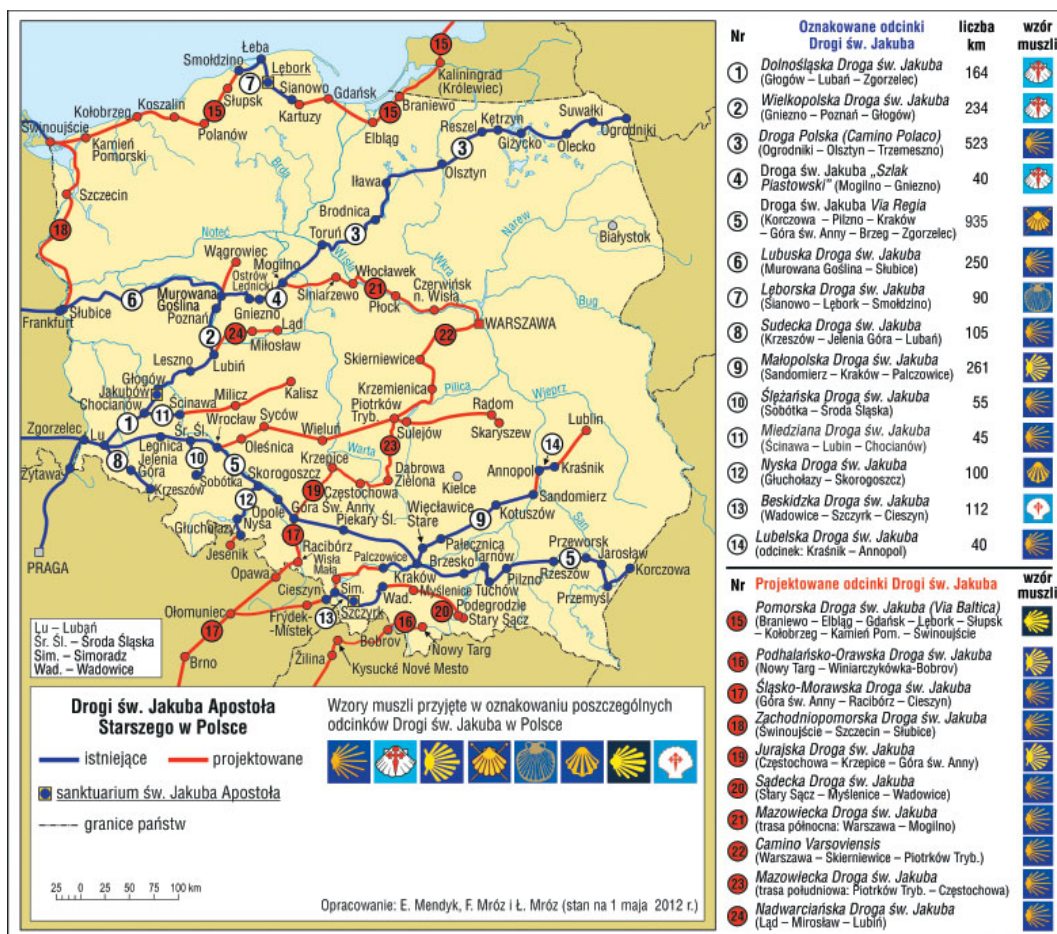 Smołdzino
Łeba
Lębork
Słupsk
Sianowo
Kartuzy
Gdańsk
Kaliningrad
(Królewiec)
Braniewo
Elbląg
Kołobrzeg
Koszalin
Polanów
Świnoujście
Kamień
Pomorski
Szczecin
Reszel
Kętrzyn
Giżycko
Suwałki
Olecko
Ogrodniki
Olsztyn
Iława
Brodnica
Toruń
Brda
Noteć
Wisła
Narew
Wkra
Bug
Białystok
Wągrowiec
Mogilno
Ostrów
Lednicki
Murowana
Goślina
Poznań
Gniezno
Słniarzewo
Włocławek
Płock
Czerwińsk
n. Wisłą
WARSZAWA
Frankfurt
Słubice
Ląd
Miłosław
Lubiń
Leszno
Głogów
Jakubów
Chocianów
Ścinawa
Milicz
Kalisz
Skierniewice
Krzemienica
Pilica
Piotrków
Tryb.
Sulejów
Radom
Skaryszew
Wieprz
Lublin
Kraśnik
Annopol
Sandomierz
Zgorzelec
Lu
Żytawa
PRAGA
Legnica
Jelenia
Góra
Krzeszów
Śr. Śl.
Sobótka
Wrocław
Oleśnica
Syców
Wieluń
Warta
Krzepice
Częstochowa
Dąbrowa
Zielona
Kielce
Skorogoszcz
Opole
Góra Św. Anny
Piekary Śl.
Głuchołazy
Nysa
Jesenik
Racibórz
Opawa
Ołomuniec
Brno
Wisła
Mała
Palczowice
Więcławice
Stare
Kotuszów
Pałecznica
Kraków
Brzesko
Tarnów
Tuchów
Pilzno
Rzeszów
Przeworsk
San
Jarosław
Korczowa
Przemyśl
Cieszyn
Sim.
Szczyrk
Wad.
Myślenice
Podegrodzie
Stary Sącz
Frydek-
-Místek
Bobrov
Nowy Targ
Żilina
Kysucké Nové Mesto
Lu – Lubań
Śr. Śl. – Środa Śląska
Sim. – Simoradz
Wad. – Wadowice
Drogi św. Jakuba Apostoła
Starszego w Polsce
istniejące
projektowane
sanktuarium św. Jakuba Apostoła
granice państw
25 0 25 50 75 100 km
Wzory muszli przyjęte w oznakowaniu poszczególnych
odcinków Drogi św. Jakuba w Polsce
Opracowanie: E. Mendyk, F. Mróz i Ł. Mróz (stan na 1 maja 2012 r.)
Nr Oznakowane odcinki Drogi św. Jakuba liczba km wzór muszli
1 Dolnośląska Droga św. Jakuba 164
(Głogów – Lubań – Zgorzelec)
2 Wielkopolska Droga św. Jakuba 234
(Gniezno – Poznań – Głogów)
3 Droga Polska (Camino Polaco) 523
(Ogrodniki – Olsztyn – Trzemeszno)
4 Droga św. Jakuba „Szlak 40
Piastowski” (Mogilno – Gniezno)
5 Droga św. Jakuba Via Regia 935
(Korczowa – Pilzno – Kraków
– Góra św. Anny – Brzeg – Zgorzelec)
6 Lubuska Droga św. Jakuba 250
(Murowana Goślina – Słubice)
7 Lęborska Droga św. Jakuba 90
(Sianowo – Lębork – Smołdzino)
8 Sudecka Droga św. Jakuba 105
(Krzeszów – Jelenia Góra – Lubań)
9 Małopolska Droga św. Jakuba 261
(Sandomierz – Kraków – Palczowice)
10 Ślężańska Droga św. Jakuba 55
(Sobótka – Środa Śląska)
11 Miedziana Droga św. Jakuba 45
(Ścinawa – Lubin – Chocianów)
12 Nyska Droga św. Jakuba 100
(Głuchołazy – Skorogoszcz)
13 Beskidzka Droga św. Jakuba 112
(Wadowice – Szczyrk – Cieszyn)
14 Lubelska Droga św. Jakuba 40
(odcinek: Kraśnik – Annopol)
Nr Projektowane odcinki Drogi św. Jakuba wzór muszli
15 Pomorska Droga św. Jakuba (Via Baltica)
(Braniewo – Elbląg – Gdańsk – Lębork – Słupsk
– Kołobrzeg – Kamień Pom. – Świnoujście
16 Podhalańsko-Orawska Droga św. Jakuba
(Nowy Targ – Winiarczykówka-Bobrov)
17 Śląsko-Morawska Droga św. Jakuba
(Góra św. Anny – Racibórz – Cieszyn)
18 Zachodniopomorska Droga św. Jakuba
(Świnoujście – Szczecin – Słubice)
19 Jurajska Droga św. Jakuba
(Częstochowa – Krzepice – Góra św. Anny)
20 Sądecka Droga św. Jakuba
(Stary Sącz – Myślenice – Wadowice)
21 Mazowiecka Droga św. Jakuba
(trasa północna: Warszawa – Mogilno)
22 Camino Varsoviensis
(Warszawa – Skierniewice – Piotrków Tryb.)
23 Mazowiecka Droga św. Jakuba
(trasa południowa: Piotrków Tryb. – Częstochowa)
24 Nadwarciańska Droga św. Jakuba
(Ląd – Mirosław – Lubiń)